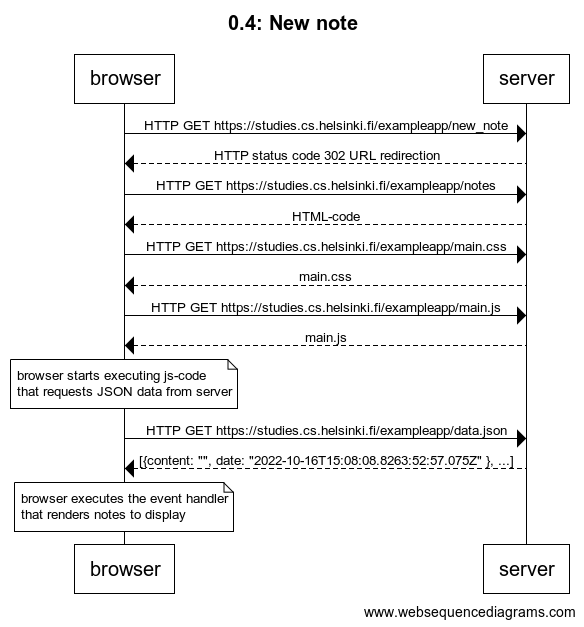 0.4: New note
browser
server
HTTP GET https://studies.cs.helsinki.fi/exampleapp/new_note
HTTP status code 302 URL redirection
HTTP GET https://studies.cs.helsinki.fi/exampleapp/notes
HTML-code
HTTP GET https://studies.cs.helsinki.fi/exampleapp/main.css
main.css
HTTP GET https://studies.cs.helsinki.fi/exampleapp/main.js
main.js
browser starts executing js-code
that requests JSON data from server
HTTP GET https://studies.cs.helsinki.fi/exampleapp/data.json
[{content: "", date: "2022-10-16T15:08:08.8263:52:57.075Z" }, ...]
browser executes the event handler
that renders notes to display
browser
server
www.websequencediagrams.com